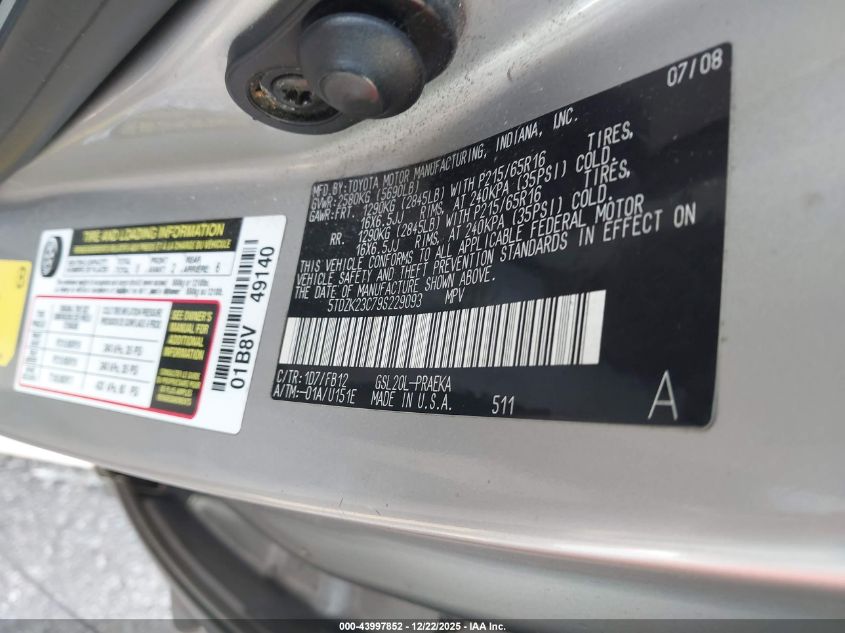 07/08
MFD. BY: TOYOTA MOTOR MANUFACTURING, INDIANA, INC.
GVWR: 2580KG (5690LB)
GAWR: FRT. 1290KG (2845LB) WITH P215/65R16 TIRES,
16X6.5JJ RIMS, AT 240KPA (35PSI) COLD.
RR. 1290KG (2845LB) WITH P215/65R16 TIRES,
16X6.5JJ RIMS, AT 240KPA (35PSI) COLD.
THIS VEHICLE CONFORMS TO ALL APPLICABLE FEDERAL MOTOR
VEHICLE SAFETY AND THEFT PREVENTION STANDARDS IN EFFECT ON
THE DATE OF MANUFACTURE SHOWN ABOVE.
5TDZK23C79S229093 MPV
C/TR: 1D7/FB12 GSL20L-PRAEKA
A/TM:-01A/U151E MADE IN U.S.A. 511
A
TIRE AND LOADING INFORMATION
SEE OWNER'S
MANUAL FOR
ADDITIONAL
INFORMATION
01B8V 49140
000-43997852 - 12/22/2025 - IAA Inc.